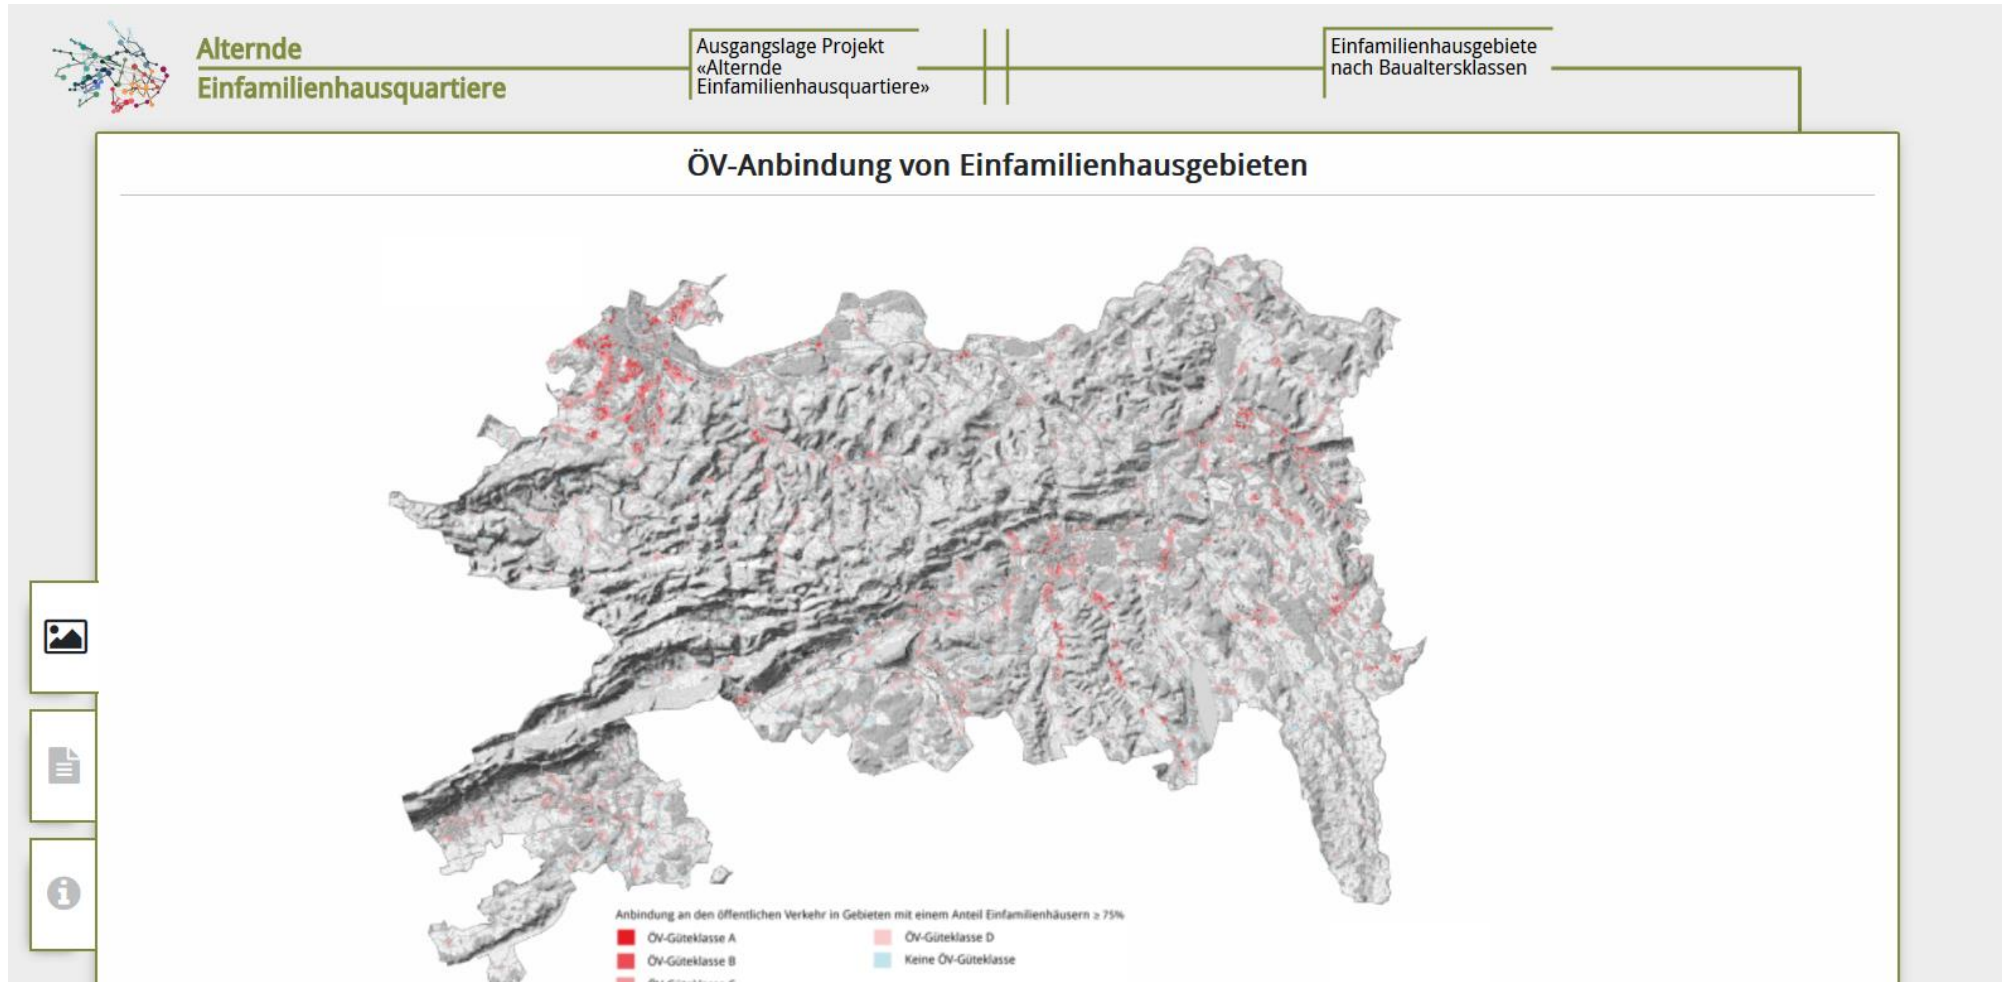 Alternde
Einfamilienhausquartiere
Ausgangslage Projekt
«Alternde
Einfamilienhausquartiere»
Einfamilienhausgebiete
nach Baualtersklassen
ÖV-Anbindung von Einfamilienhausgebieten
Anbindung an den öffentlichen Verkehr in Gebieten mit einem Anteil Einfamilienhäusern ≥ 75%
ÖV-Güteklasse A
ÖV-Güteklasse D
ÖV-Güteklasse B
Keine ÖV-Güteklasse